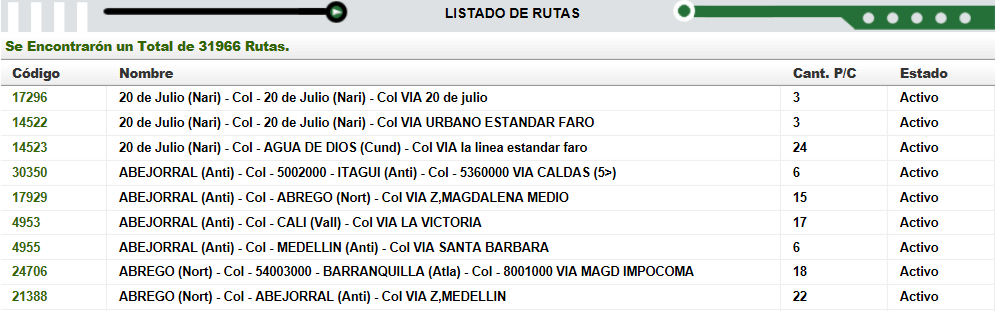 LISTADO DE RUTAS
Se Encontrarón un Total de 31966 Rutas.
Código Nombre Cant. P/C Estado
17296 20 de Julio (Nari) - Col - 20 de Julio (Nari) - Col VIA 20 de julio 3 Activo
14522 20 de Julio (Nari) - Col - 20 de Julio (Nari) - Col VIA URBANO ESTANDAR FARO 3 Activo
14523 20 de Julio (Nari) - Col - AGUA DE DIOS (Cund) - Col VIA la linea estandar faro 24 Activo
30350 ABEJORRAL (Anti) - Col - 5002000 - ITAGUI (Anti) - Col - 5360000 VIA CALDAS (5>) 6 Activo
17929 ABEJORRAL (Anti) - Col - ABREGO (Nort) - Col VIA Z,MAGDALENA MEDIO 15 Activo
4953 ABEJORRAL (Anti) - Col - CALI (Vall) - Col VIA LA VICTORIA 17 Activo
4955 ABEJORRAL (Anti) - Col - MEDELLIN (Anti) - Col VIA SANTA BARBARA 6 Activo
24706 ABREGO (Nort) - Col - 54003000 - BARRANQUILLA (Atla) - Col - 8001000 VIA MAGD IMPOCOMA 18 Activo
21388 ABREGO (Nort) - Col - ABEJORRAL (Anti) - Col VIA Z,MEDELLIN 22 Activo